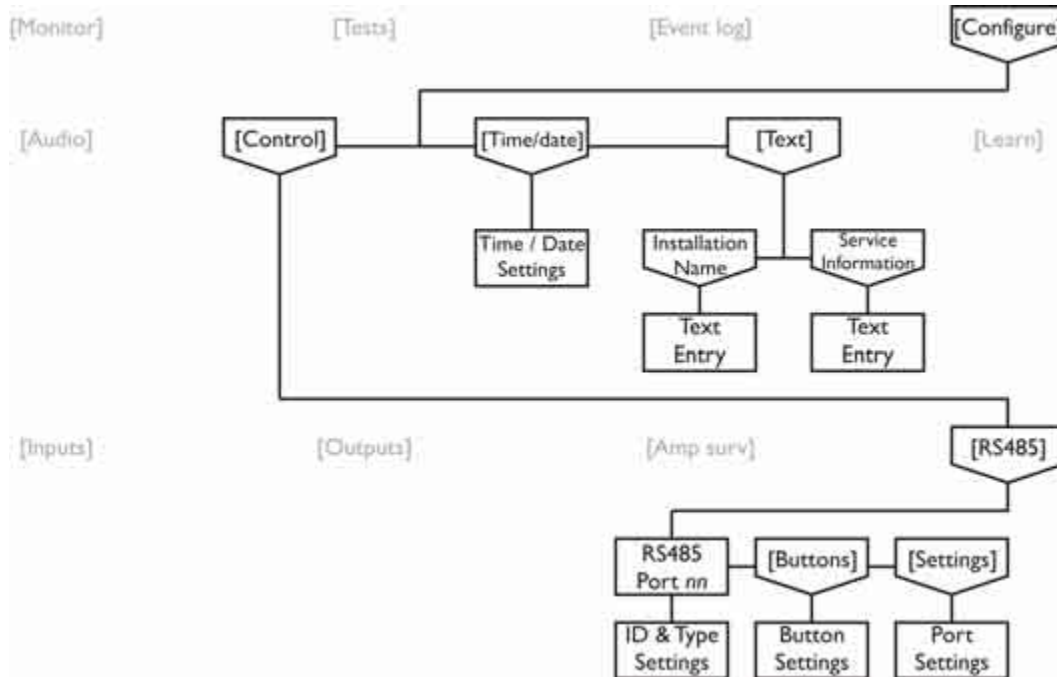 [Monitor] [Tests] [Event log] [Configure]
[Audio] [Control] [Time/date] [Text] [Learn]
Time / Date
Settings
Installation
Name
Service
Information
Text
Entry
Text
Entry
[Inputs] [Outputs] [Amp surv] [RS485]
RS485
Port nn
[Buttons]
[Settings]
ID & Type
Settings
Button
Settings
Port
Settings